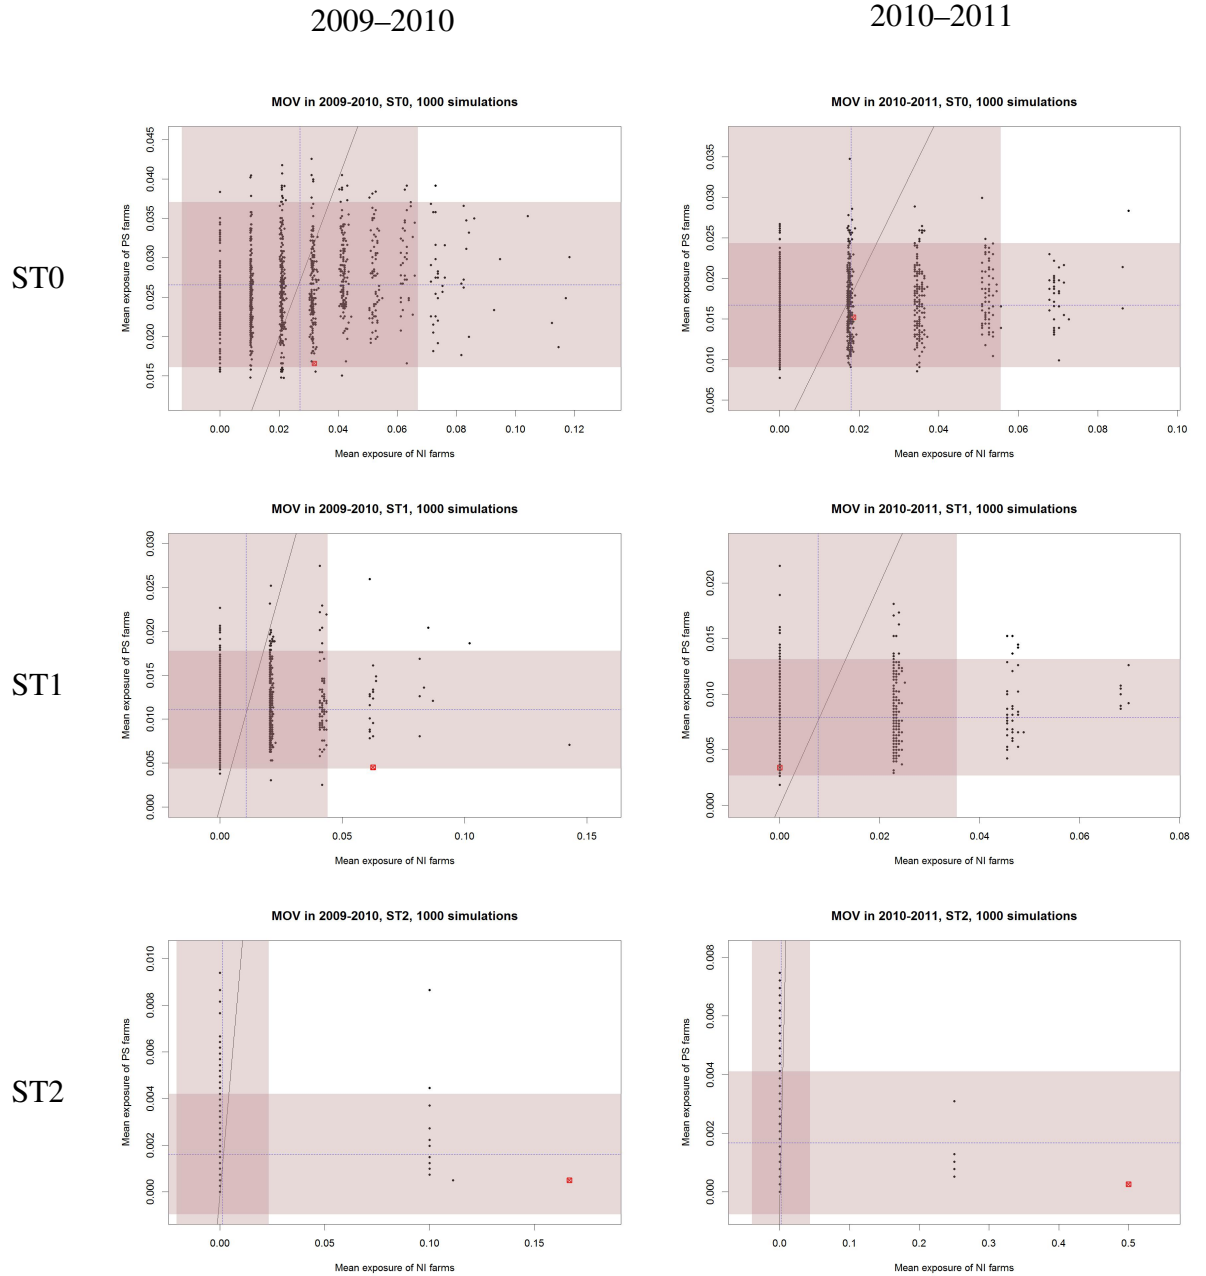 2009–2010
2010–2011
ST0
MOV in 2009-2010, ST0, 1000 simulations
Mean exposure of PS farms
0.045
0.040
0.035
0.030
0.025
0.020
0.015
0.00 0.02 0.04 0.06 0.08 0.10 0.12
Mean exposure of NI farms
MOV in 2010-2011, ST0, 1000 simulations
Mean exposure of PS farms
0.035
0.030
0.025
0.020
0.015
0.010
0.005
0.00 0.02 0.04 0.06 0.08 0.10
Mean exposure of NI farms
ST1
MOV in 2009-2010, ST1, 1000 simulations
Mean exposure of PS farms
0.030
0.025
0.020
0.015
0.010
0.005
0.000
0.00 0.05 0.10 0.15
Mean exposure of NI farms
MOV in 2010-2011, ST1, 1000 simulations
Mean exposure of PS farms
0.020
0.015
0.010
0.005
0.000
0.00 0.02 0.04 0.06 0.08
Mean exposure of NI farms
ST2
MOV in 2009-2010, ST2, 1000 simulations
Mean exposure of PS farms
0.010
0.008
0.006
0.004
0.002
0.000
0.00 0.05 0.10 0.15
Mean exposure of NI farms
MOV in 2010-2011, ST2, 1000 simulations
Mean exposure of PS farms
0.008
0.006
0.004
0.002
0.000
0.0 0.1 0.2 0.3 0.4 0.5
Mean exposure of NI farms